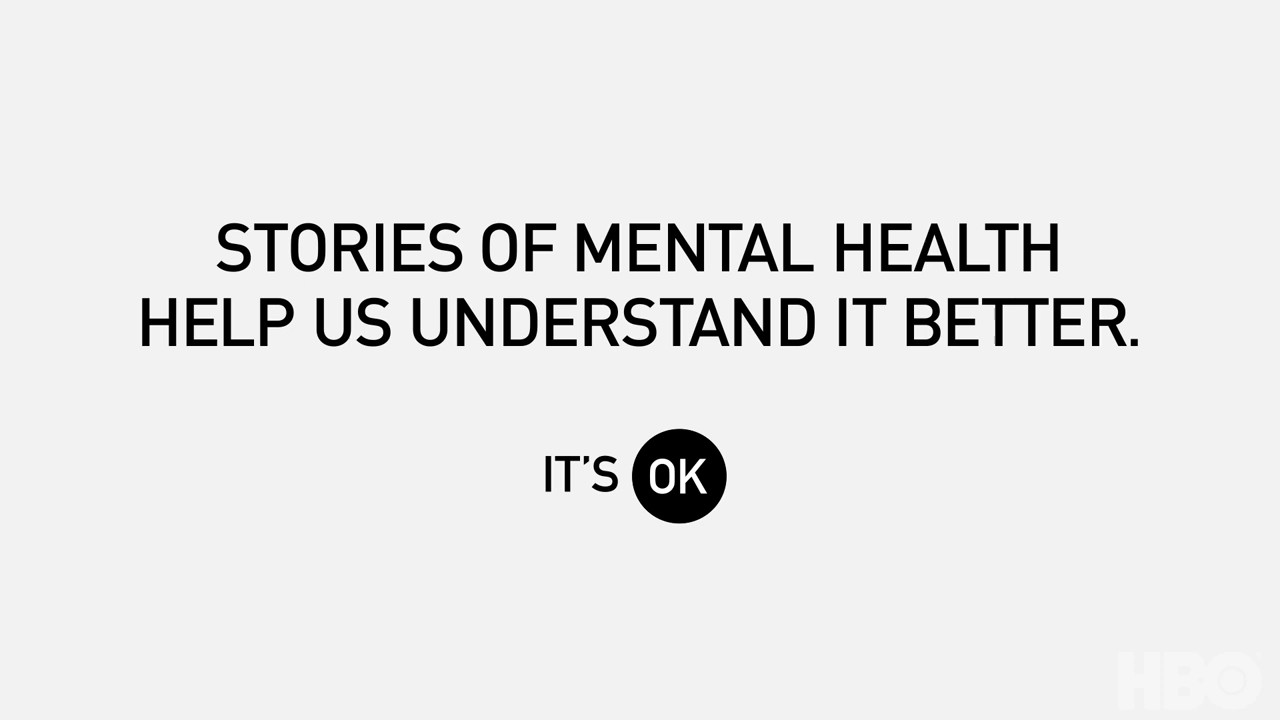 STORIES OF MENTAL HEALTH
HELP US UNDERSTAND IT BETTER.
IT'S OK
HBO